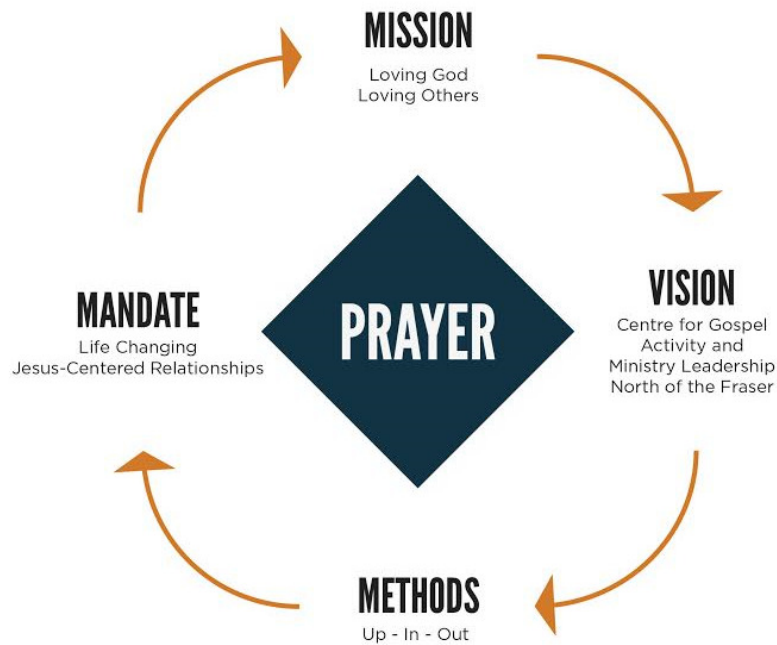 MISSION
Loving God
Loving Others
VISION
Centre for Gospel
Activity and
Ministry Leadership
North of the Fraser
METHODS
Up - In - Out
MANDATE
Life Changing
Jesus-Centered Relationships
PRAYER